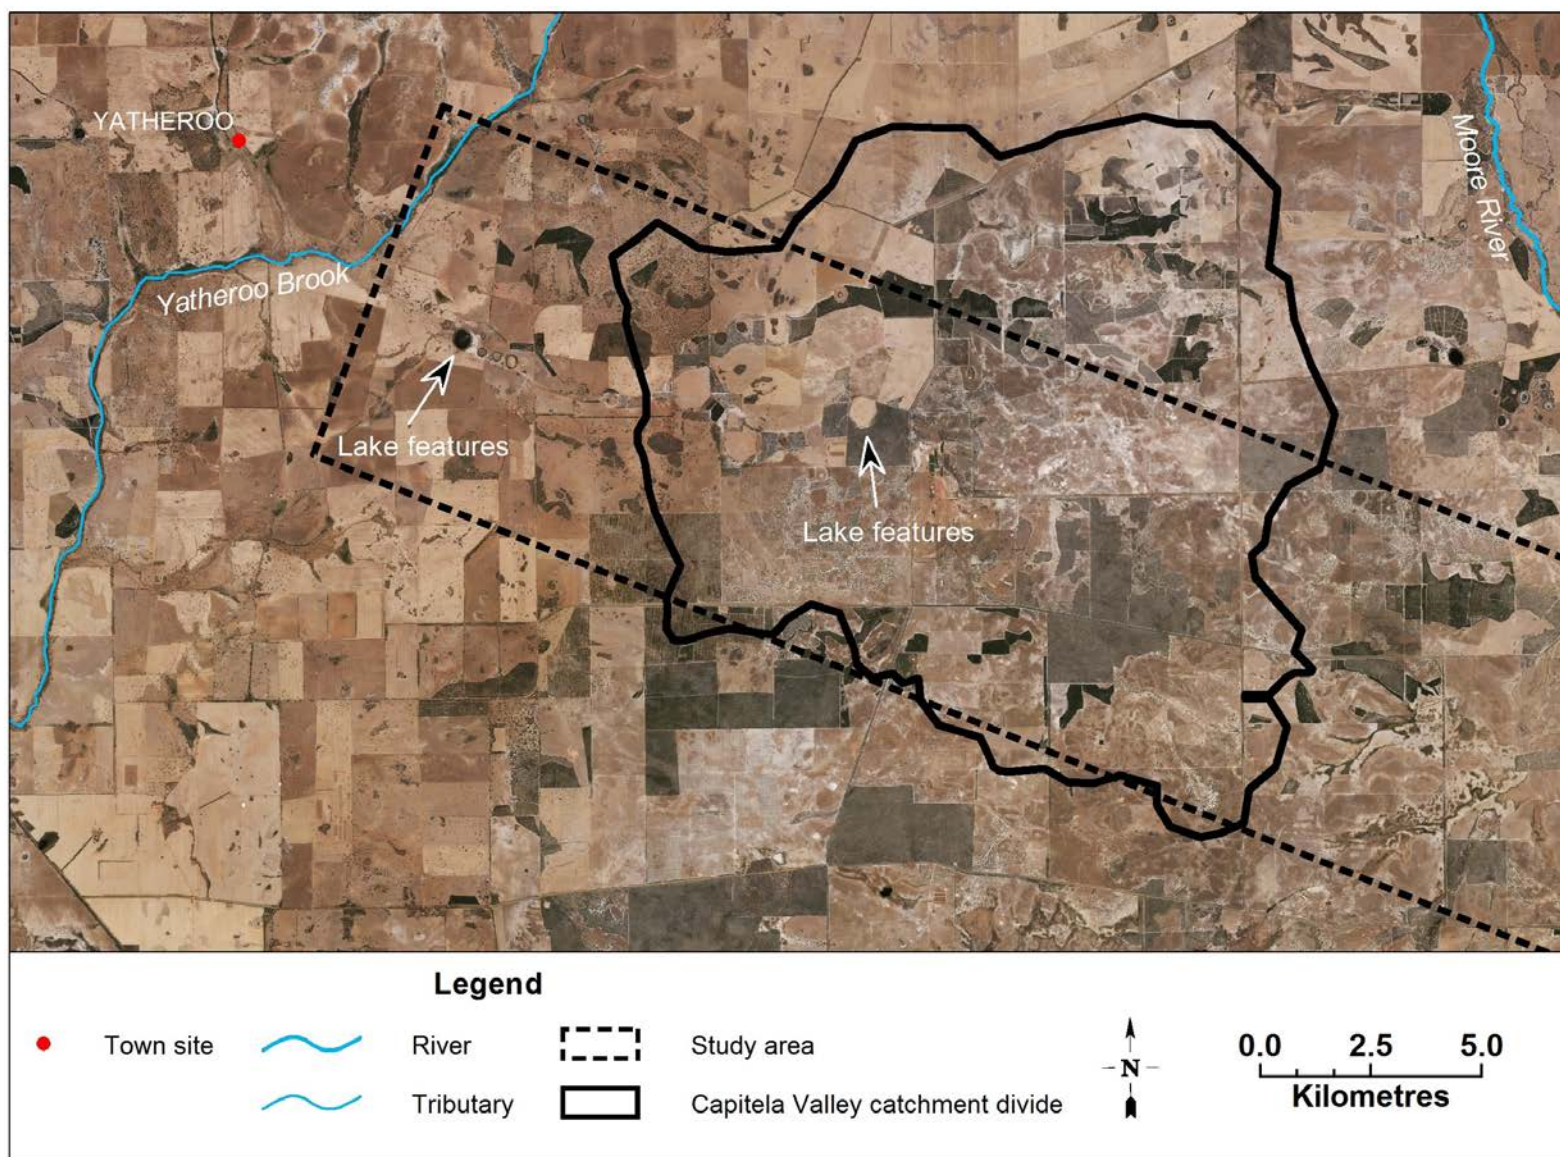 YATHEROO
Moore River
Yatheroo Brook
Lake features
Lake features
Legend
Town site
River
Study area
Tributary
Capitela Valley catchment divide
N
0.0 2.5 5.0
Kilometres